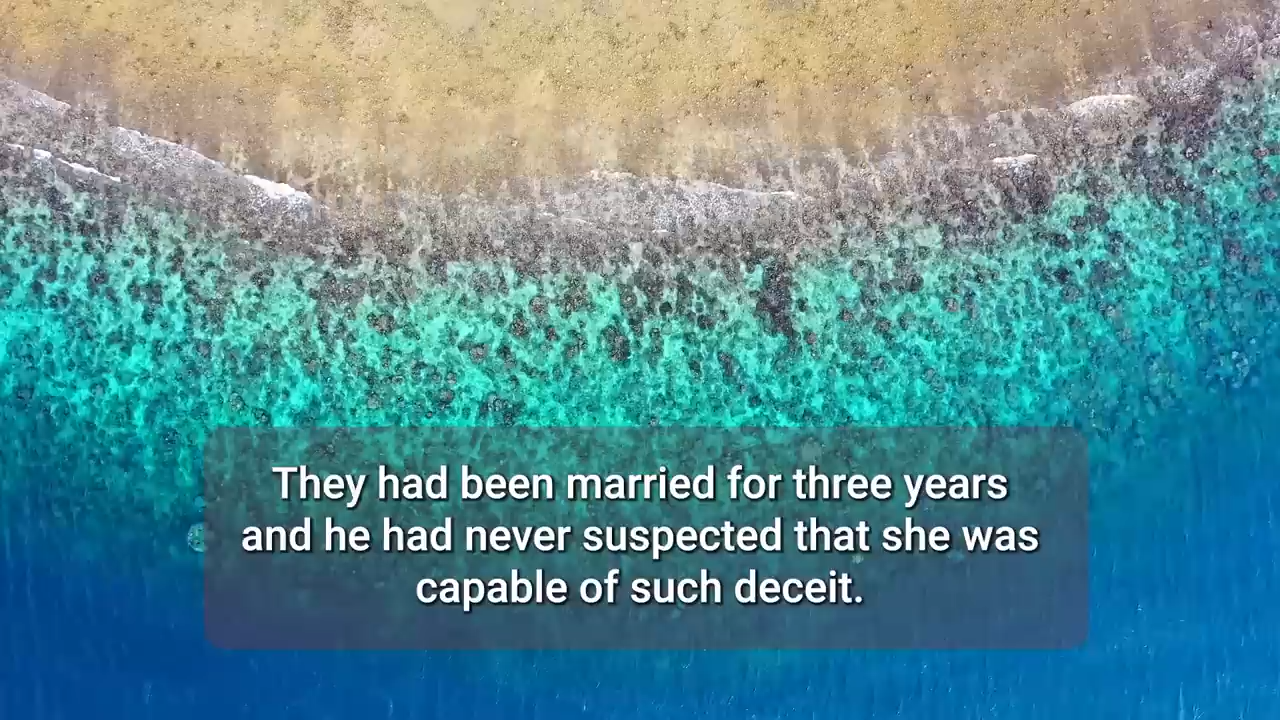 They had been married for three years
and he had never suspected that she was
capable of such deceit.